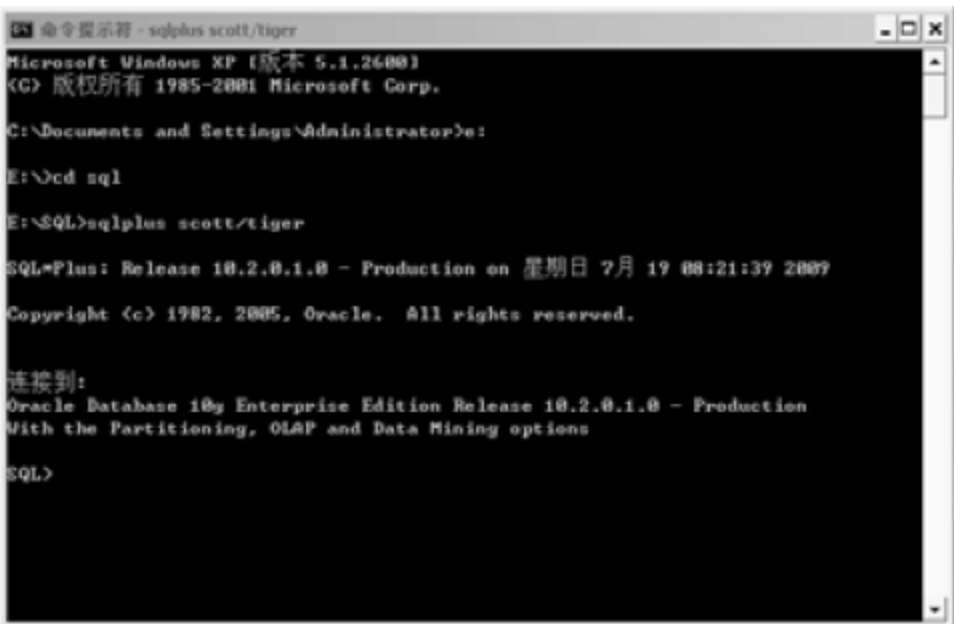 命令提示符 - sqlplus scott/tiger
Microsoft Windows XP [版本 5.1.2600]
(C) 版权所有 1985-2001 Microsoft Corp.
C:\Documents and Settings\Administrator>e:
E:\>cd sql
E:\SQL>sqlplus scott/tiger
SQL*Plus: Release 10.2.0.1.0 - Production on 星期日 7月 19 08:21:39 2009
Copyright (c) 1982, 2005, Oracle.  All rights reserved.
连接到:
Oracle Database 10g Enterprise Edition Release 10.2.0.1.0 - Production
With the Partitioning, OLAP and Data Mining options
SQL>